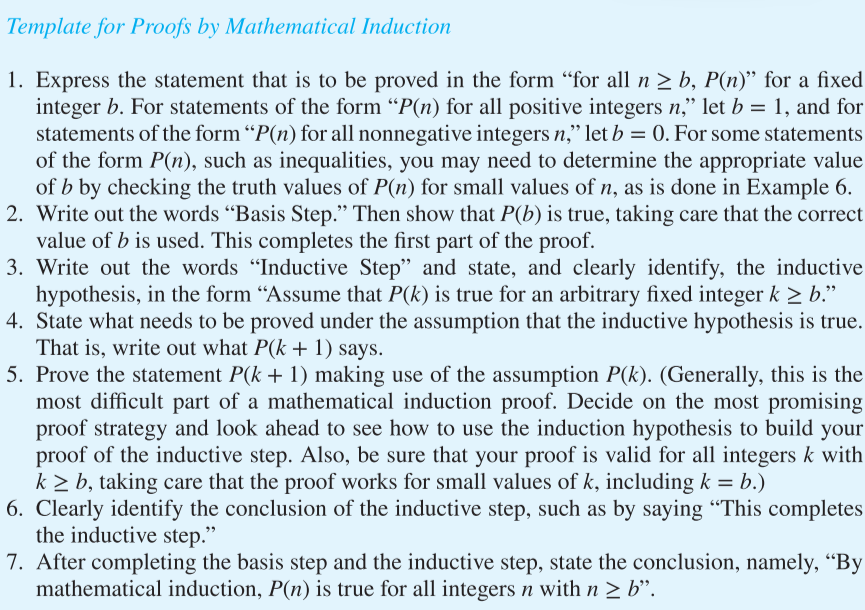 Template for Proofs by Mathematical Induction
1. Express the statement that is to be proved in the form “for all n ≥ b, P(n)” for a fixed
integer b. For statements of the form “P(n) for all positive integers n,” let b = 1, and for
statements of the form “P(n) for all nonnegative integers n,” let b = 0. For some statements
of the form P(n), such as inequalities, you may need to determine the appropriate value
of b by checking the truth values of P(n) for small values of n, as is done in Example 6.
2. Write out the words “Basis Step.” Then show that P(b) is true, taking care that the correct
value of b is used. This completes the first part of the proof.
3. Write out the words “Inductive Step” and state, and clearly identify, the inductive
hypothesis, in the form “Assume that P(k) is true for an arbitrary fixed integer k ≥ b.”
4. State what needs to be proved under the assumption that the inductive hypothesis is true.
That is, write out what P(k + 1) says.
5. Prove the statement P(k + 1) making use of the assumption P(k). (Generally, this is the
most difficult part of a mathematical induction proof. Decide on the most promising
proof strategy and look ahead to see how to use the induction hypothesis to build your
proof of the inductive step. Also, be sure that your proof is valid for all integers k with
k ≥ b, taking care that the proof works for small values of k, including k = b.)
6. Clearly identify the conclusion of the inductive step, such as by saying “This completes
the inductive step.”
7. After completing the basis step and the inductive step, state the conclusion, namely, “By
mathematical induction, P(n) is true for all integers n with n ≥ b”.